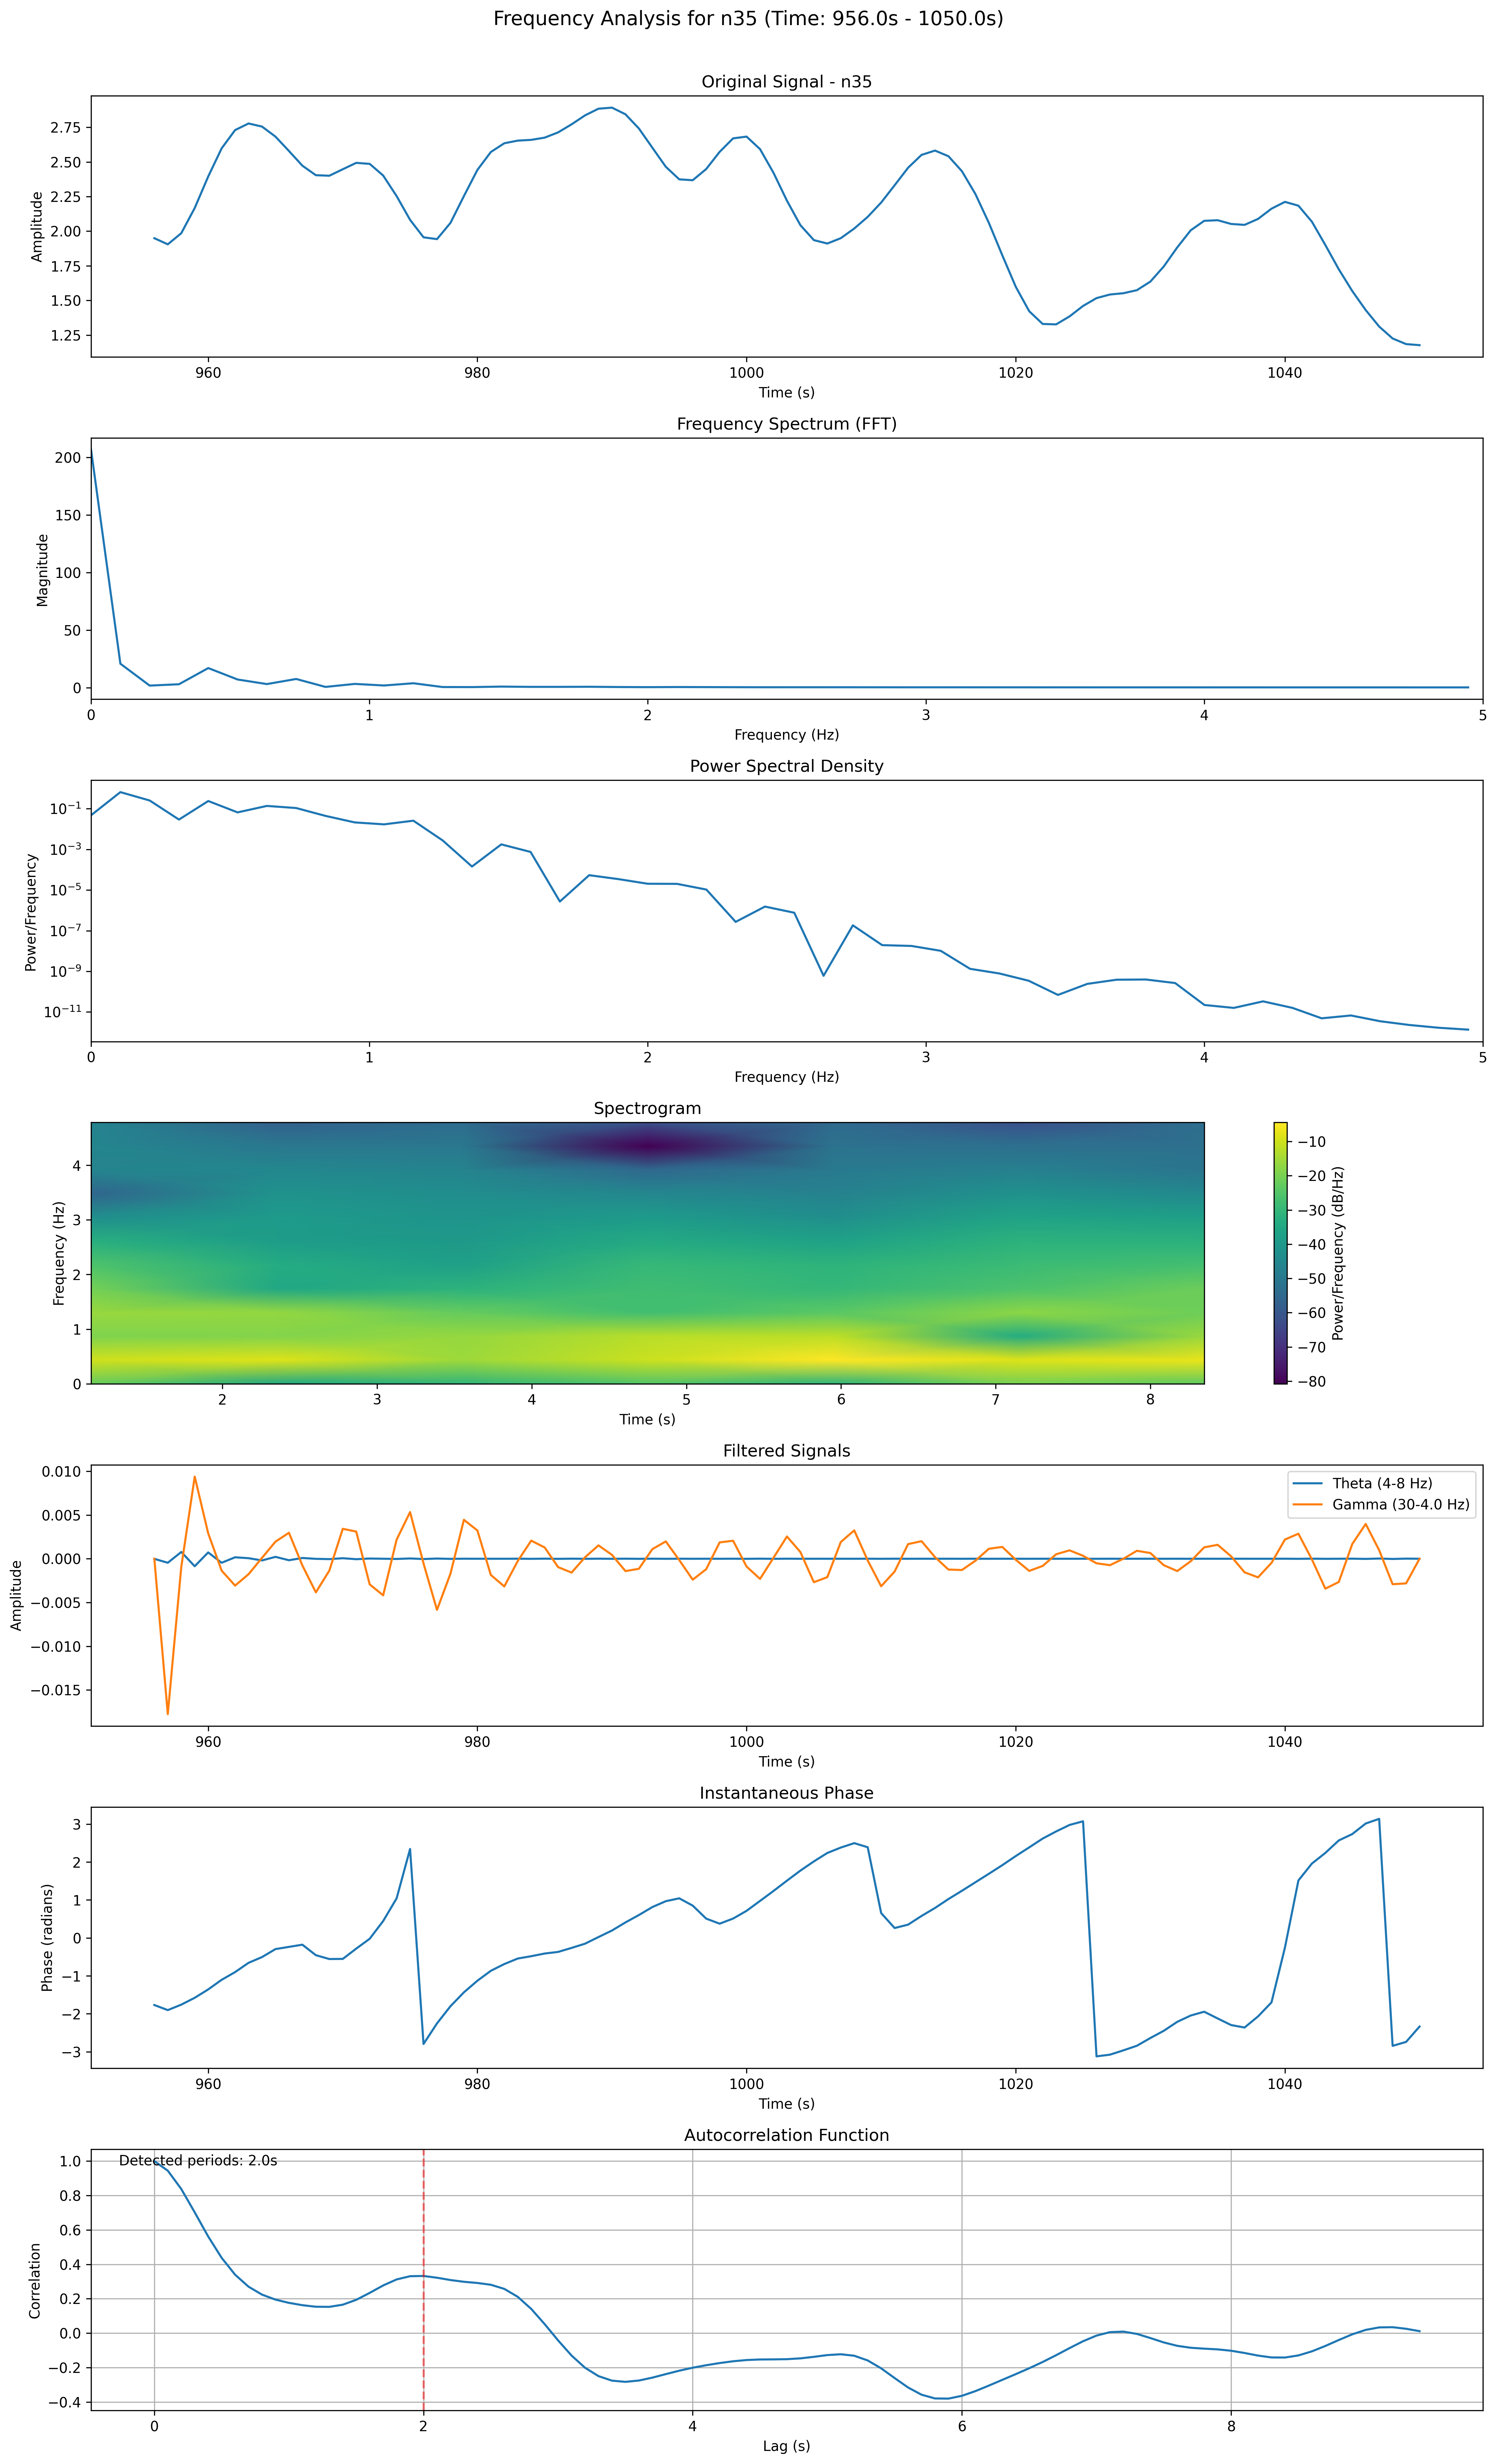 Frequency Analysis for n35 (Time: 956.0s - 1050.0s)
Original Signal - n35
Amplitude
2.75
2.50
2.25
2.00
1.75
1.50
1.25
960 980 1000 1020 1040
Time (s)
Frequency Spectrum (FFT)
Magnitude
200
150
100
50
0
0 1 2 3 4 5
Frequency (Hz)
Power Spectral Density
Power/Frequency
10⁻¹
10⁻³
10⁻⁵
10⁻⁷
10⁻⁹
10⁻¹¹
0 1 2 3 4 5
Frequency (Hz)
Spectrogram
Frequency (Hz)
4
3
2
1
0
2 3 4 5 6 7 8
Time (s)
−10
−20
−30
−40
−50
−60
−70
−80
Power/Frequency (dB/Hz)
Filtered Signals
Amplitude
0.010
0.005
0.000
−0.005
−0.010
−0.015
Theta (4-8 Hz)
Gamma (30-4.0 Hz)
960 980 1000 1020 1040
Time (s)
Instantaneous Phase
Phase (radians)
3
2
1
0
−1
−2
−3
960 980 1000 1020 1040
Time (s)
Autocorrelation Function
Detected periods: 2.0s
Correlation
1.0
0.8
0.6
0.4
0.2
0.0
−0.2
−0.4
0 2 4 6 8
Lag (s)